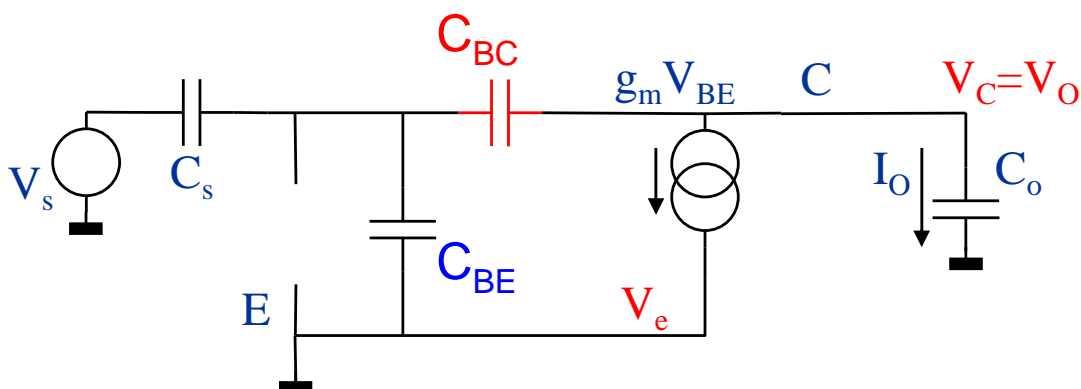 C_BC
g_m V_BE
C
V_C=V_O
V_s
C_s
I_O
C_o
C_BE
E
V_e